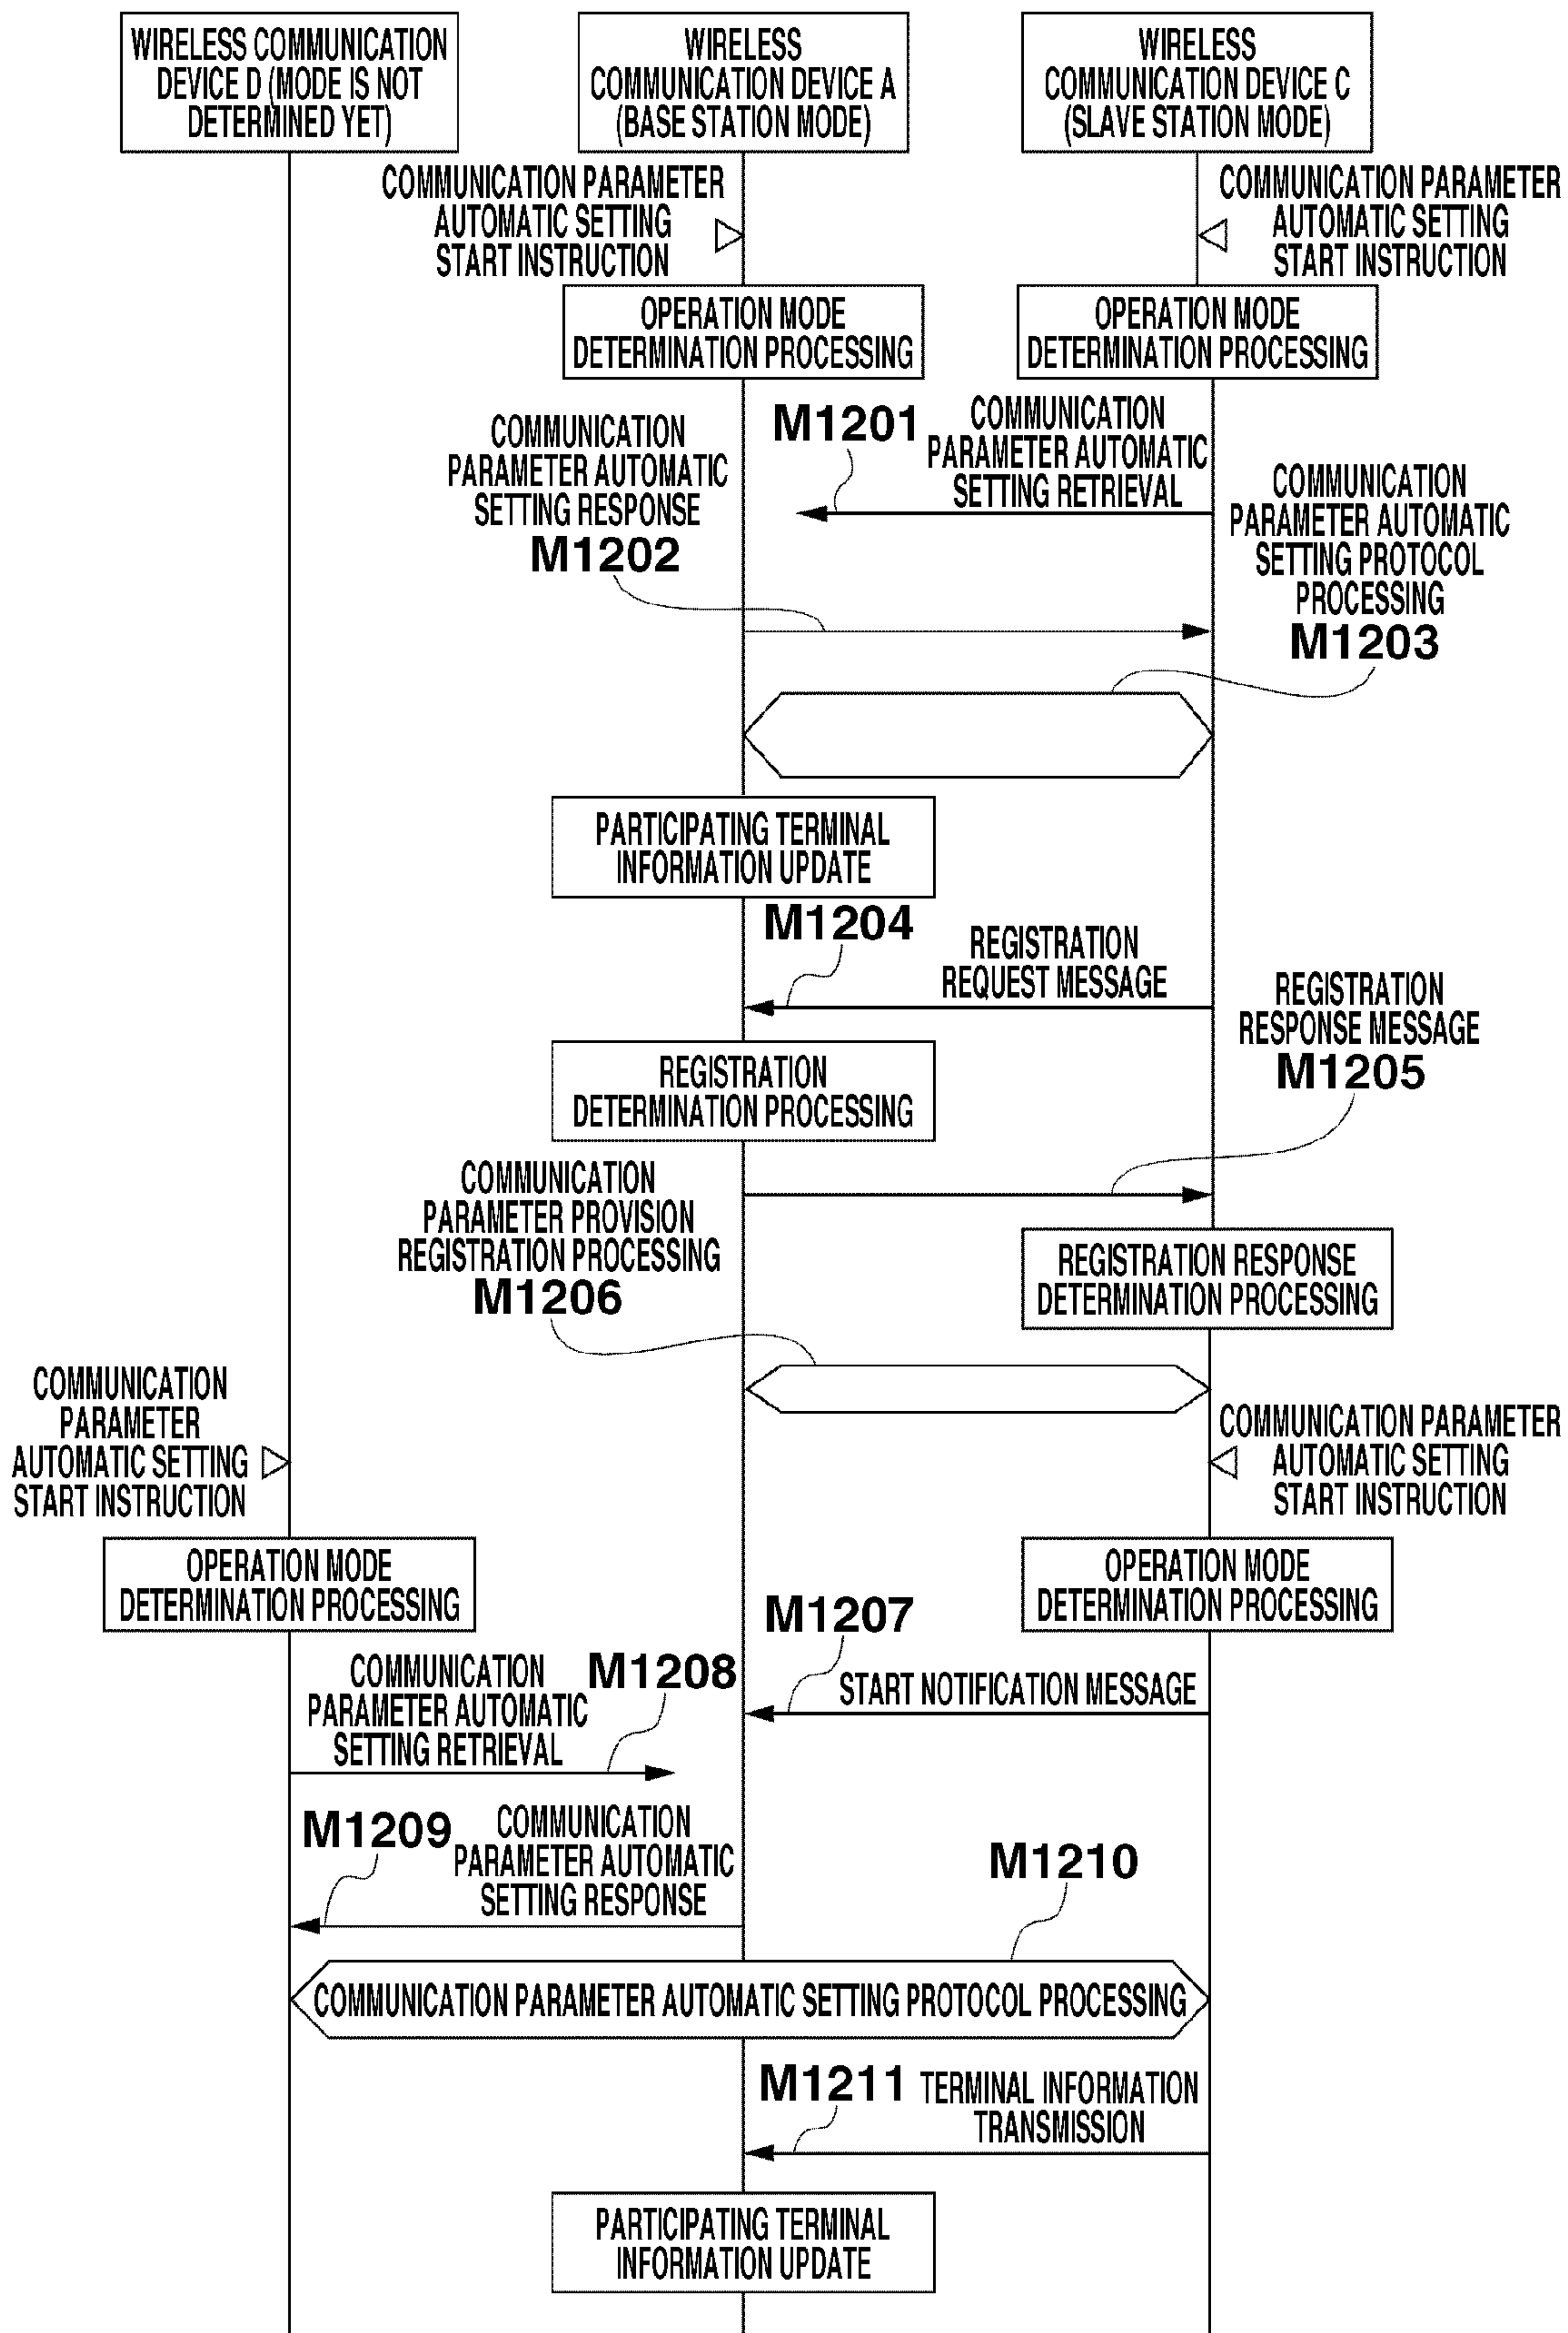 WIRELESS COMMUNICATION
DEVICE D (MODE IS NOT
DETERMINED YET)
WIRELESS
COMMUNICATION DEVICE A
(BASE STATION MODE)
WIRELESS
COMMUNICATION DEVICE C
(SLAVE STATION MODE)
COMMUNICATION PARAMETER
AUTOMATIC SETTING
START INSTRUCTION
COMMUNICATION PARAMETER
AUTOMATIC SETTING
START INSTRUCTION
OPERATION MODE
DETERMINATION PROCESSING
OPERATION MODE
DETERMINATION PROCESSING
M1201
COMMUNICATION
PARAMETER AUTOMATIC
SETTING RETRIEVAL
COMMUNICATION
PARAMETER AUTOMATIC
SETTING RESPONSE
M1202
COMMUNICATION
PARAMETER AUTOMATIC
SETTING PROTOCOL
PROCESSING
M1203
PARTICIPATING TERMINAL
INFORMATION UPDATE
M1204
REGISTRATION
REQUEST MESSAGE
REGISTRATION
RESPONSE MESSAGE
M1205
REGISTRATION
DETERMINATION PROCESSING
COMMUNICATION
PARAMETER PROVISION
REGISTRATION PROCESSING
M1206
REGISTRATION RESPONSE
DETERMINATION PROCESSING
COMMUNICATION
PARAMETER
AUTOMATIC SETTING
START INSTRUCTION
COMMUNICATION PARAMETER
AUTOMATIC SETTING
START INSTRUCTION
OPERATION MODE
DETERMINATION PROCESSING
OPERATION MODE
DETERMINATION PROCESSING
M1207
START NOTIFICATION MESSAGE
COMMUNICATION
PARAMETER AUTOMATIC
SETTING RETRIEVAL
M1208
M1209
COMMUNICATION
PARAMETER AUTOMATIC
SETTING RESPONSE
M1210
COMMUNICATION PARAMETER AUTOMATIC SETTING PROTOCOL PROCESSING
M1211
TERMINAL INFORMATION
TRANSMISSION
PARTICIPATING TERMINAL
INFORMATION UPDATE